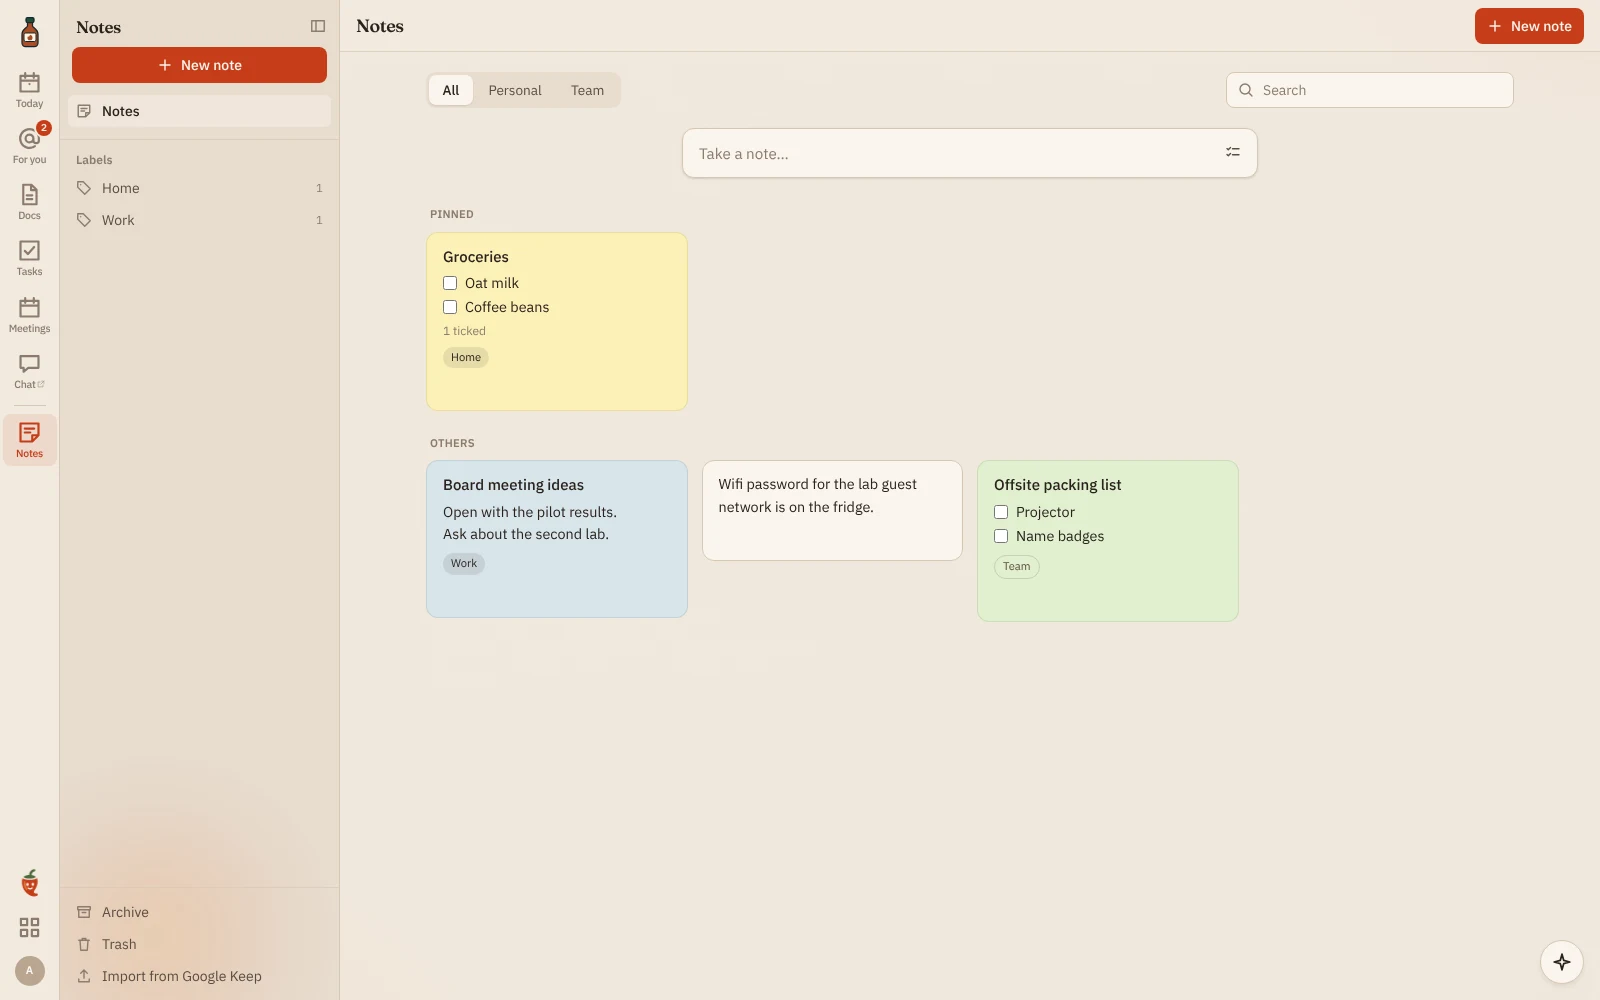 Notes
New note
Notes
Labels
Home 1
Work 1
Archive
Trash
Import from Google Keep
Today
2
For you
Docs
Tasks
Meetings
Chat
Notes
A
Notes
New note
All Personal Team
Search
Take a note...
PINNED
Groceries
Oat milk
Coffee beans
1 ticked
Home
OTHERS
Board meeting ideas
Open with the pilot results.
Ask about the second lab.
Work
Wifi password for the lab guest
network is on the fridge.
Offsite packing list
Projector
Name badges
Team